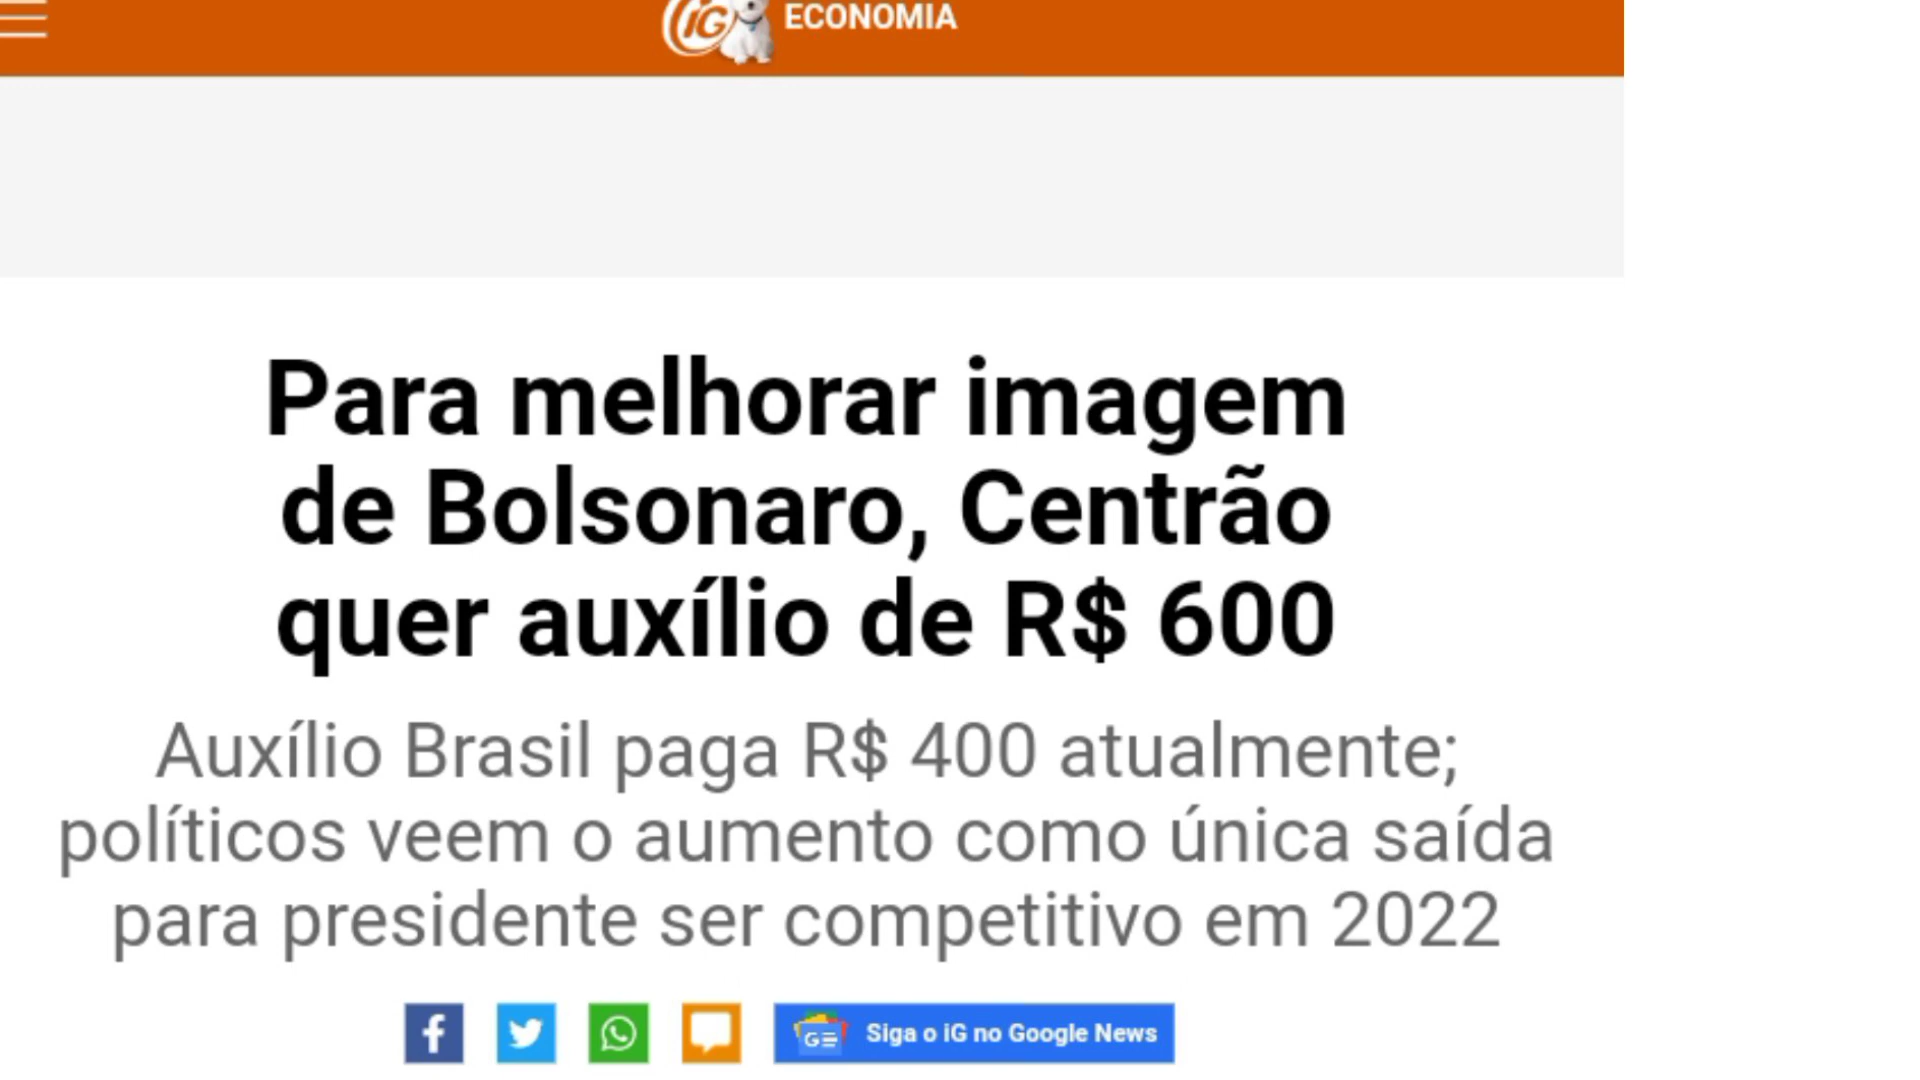 iG ECONOMIA
Para melhorar imagem
de Bolsonaro, Centrão
quer auxílio de R$ 600
Auxílio Brasil paga R$ 400 atualmente;
políticos veem o aumento como única saída
para presidente ser competitivo em 2022
Siga o iG no Google News